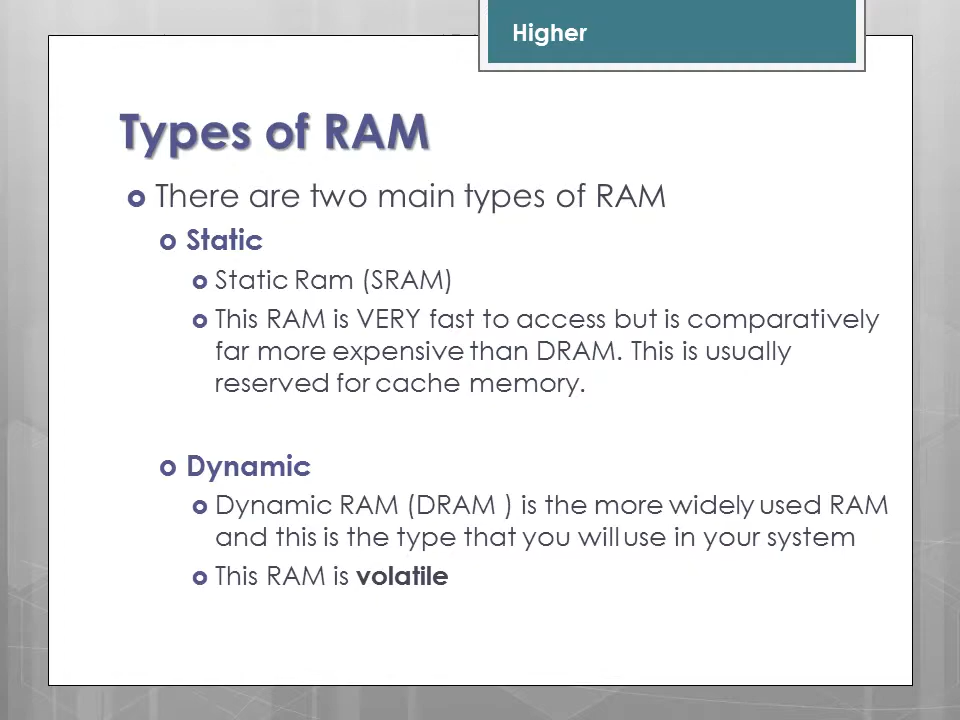 Higher
Types of RAM
There are two main types of RAM
Static
Static Ram (SRAM)
This RAM is VERY fast to access but is comparatively
far more expensive than DRAM. This is usually
reserved for cache memory.
Dynamic
Dynamic RAM (DRAM ) is the more widely used RAM
and this is the type that you will use in your system
This RAM is volatile